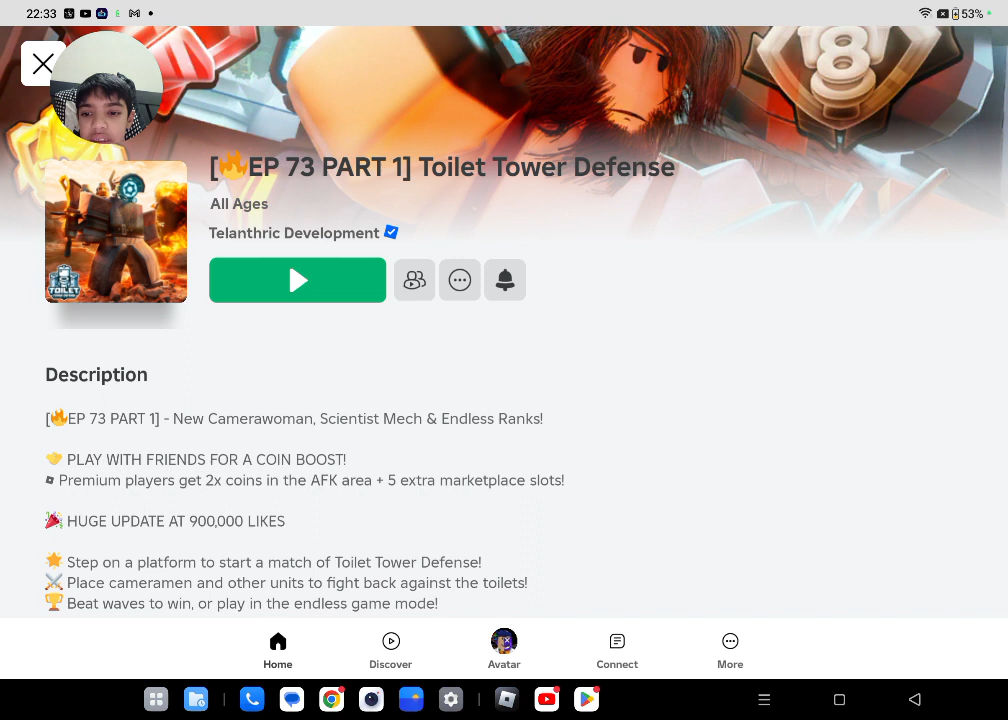 22:33
53%
[🔥EP 73 PART 1] Toilet Tower Defense
All Ages
Telanthric Development
TOILET
Description
[🔥EP 73 PART 1] - New Camerawoman, Scientist Mech & Endless Ranks!
🤝 PLAY WITH FRIENDS FOR A COIN BOOST!
Premium players get 2x coins in the AFK area + 5 extra marketplace slots!
🎉 HUGE UPDATE AT 900,000 LIKES
🌟 Step on a platform to start a match of Toilet Tower Defense!
⚔️ Place cameramen and other units to fight back against the toilets!
🏆 Beat waves to win, or play in the endless game mode!
Home
Discover
Avatar
Connect
More